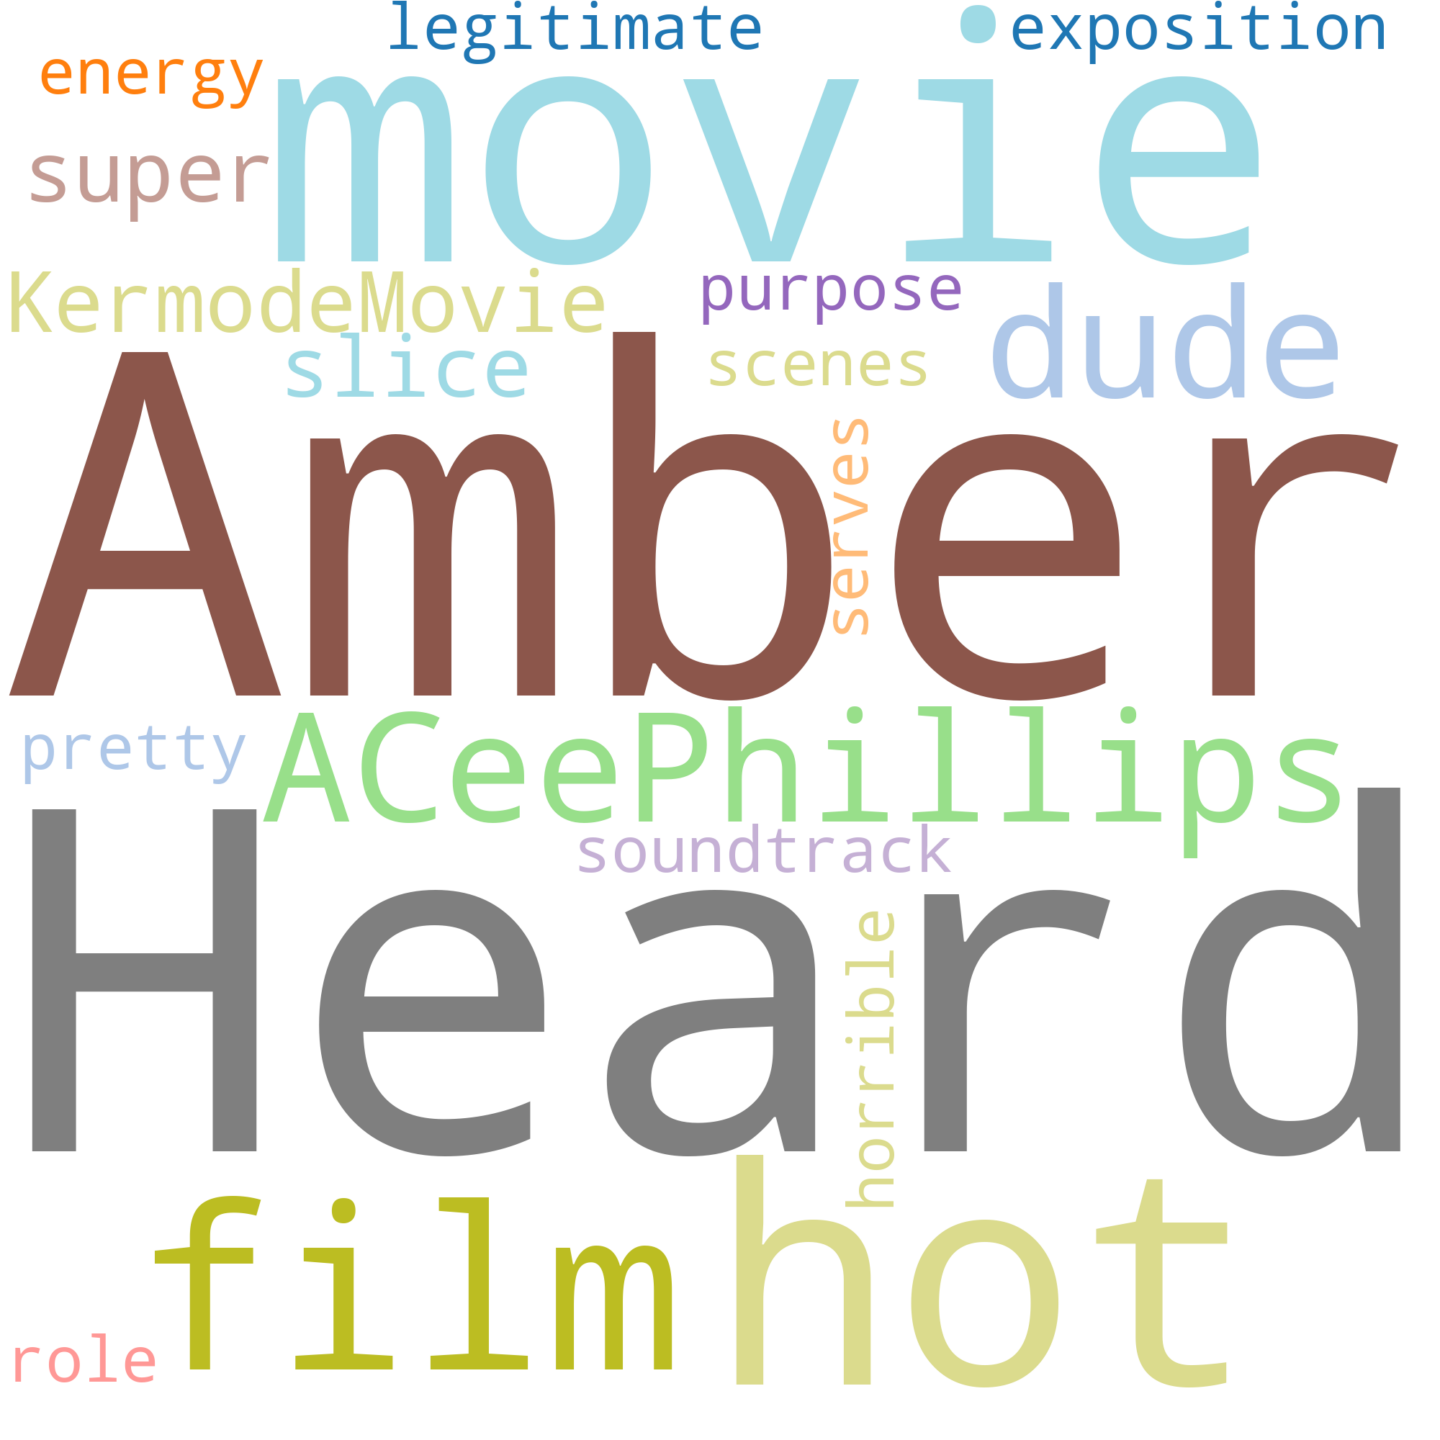 legitimate
exposition
energy
movie
super
KermodeMovie
purpose
dude
slice
scenes
Amber
serves
pretty
ACeePhillips
soundtrack
Heard
horrible
film
hot
role